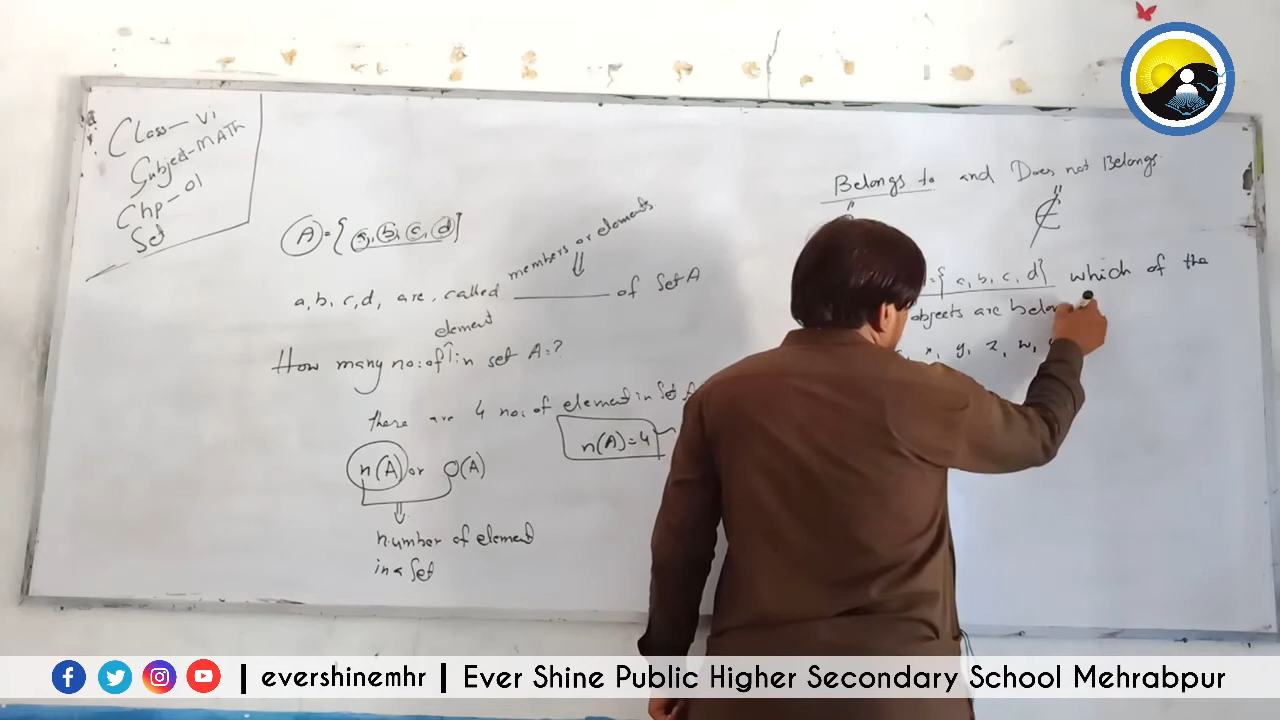 Class - VI
Subject - MATH
Chp - 01
Set
A = { a, b, c, d }
members or elements
a, b, c, d, are called ________ of Set A
element
How many no: of in set A = ?
there are 4 no: of element in Set A
n(A) or O(A)
n(A) = 4
number of element
in a Set
Belongs to and Does not Belongs
∉
={ a, b, c, d } which of the
objects are
x, y, z, w,
| evershinemhr | Ever Shine Public Higher Secondary School Mehrabpur